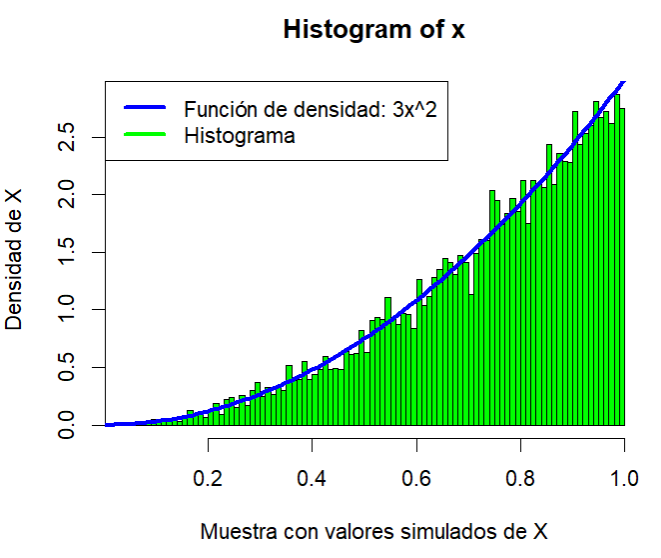 Histogram of x
Función de densidad: 3x^2
Histograma
Densidad de X
2.5
2.0
1.5
1.0
0.5
0.0
0.2 0.4 0.6 0.8 1.0
Muestra con valores simulados de X